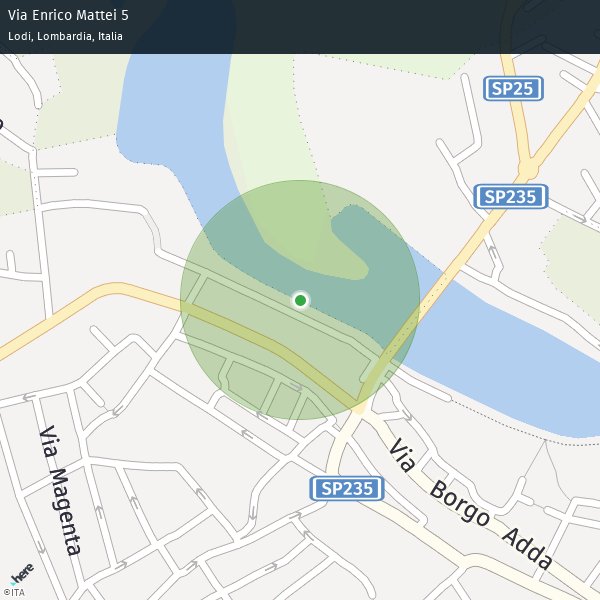 Via Enrico Mattei 5
Lodi, Lombardia, Italia
SP25
SP235
Via Magenta
SP235
Via Borgo Adda
here
©ITA